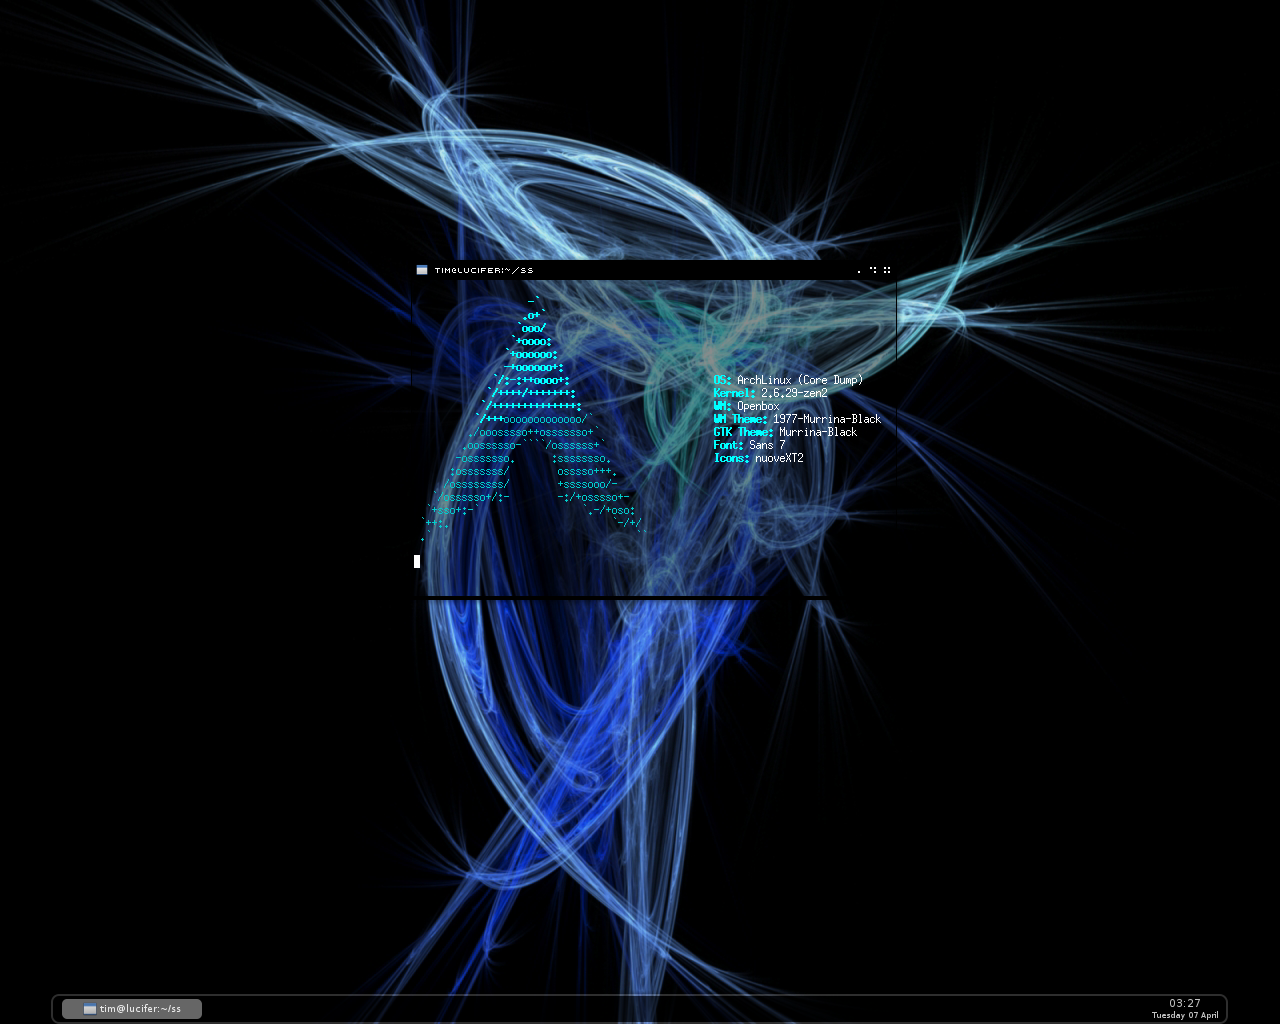 TIM@LUCIFER:~/SS
               -`
              .o+`
             `ooo/
            `+oooo:
           `+oooooo:
           -+oooooo+:
         `/:-:++oooo+:
        `/++++/+++++++:
       `/++++++++++++++:
      `/+++ooooooooooooo/`
     ./ooosssso++osssssso+`
    .oossssso-````/ossssss+`
   -osssssso.      :ssssssso.
  :osssssss/        osssso+++.
 /ossssssss/        +ssssooo/-
`/ossssso+/:-        -:/+osssso+-
`+sso+:-`                 `.-/+oso:
`++:.                           `-/+/
.`                                 `
OS: ArchLinux (Core Dump)
Kernel: 2.6.29-zen2
WM: Openbox
WM Theme: 1977-Murrina-Black
GTK Theme: Murrina-Black
Font: Sans 7
Icons: nuoveXT2
tim@lucifer:~/ss
03:27
Tuesday 07 April